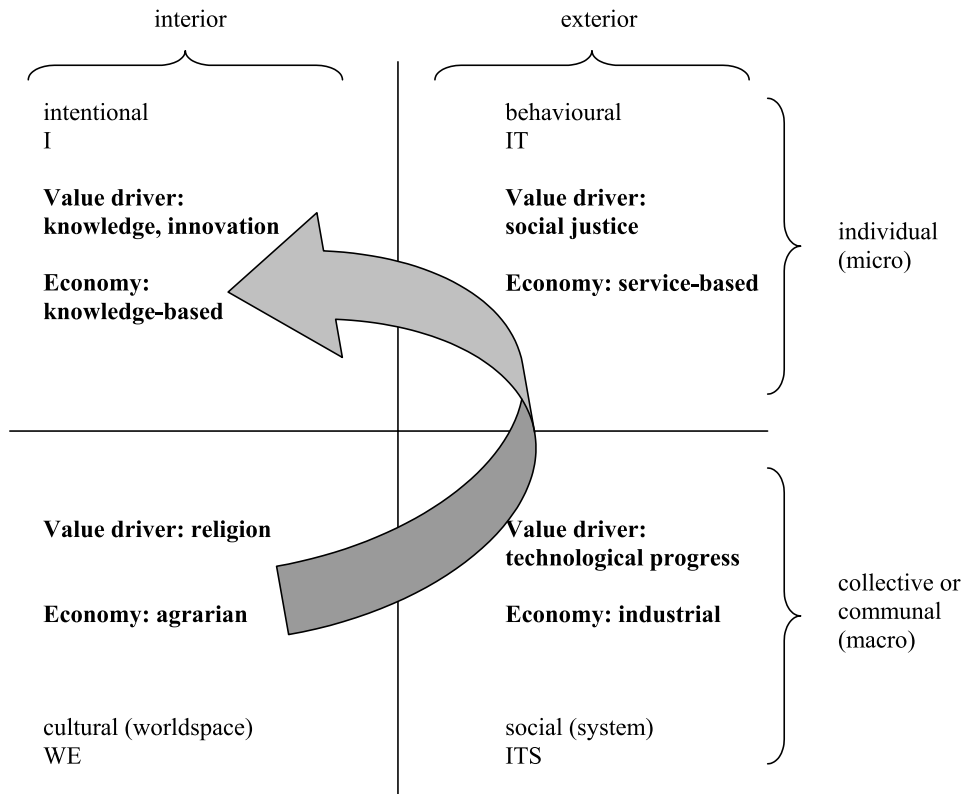 interior
exterior
intentional
I
Value driver:
knowledge, innovation
Economy:
knowledge-based
behavioural
IT
Value driver:
social justice
Economy: service-based
individual
(micro)
Value driver: religion
Economy: agrarian
cultural (worldspace)
WE
Value driver:
technological progress
Economy: industrial
social (system)
ITS
collective or
communal
(macro)